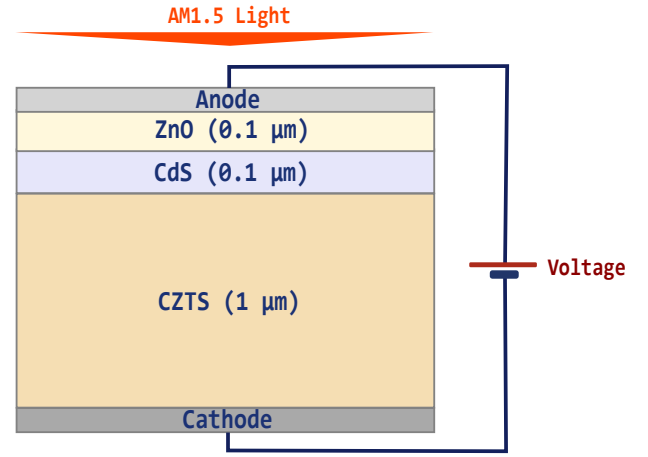 AM1.5 Light
Anode
ZnO (0.1 μm)
CdS (0.1 μm)
CZTS (1 μm)
Voltage
Cathode